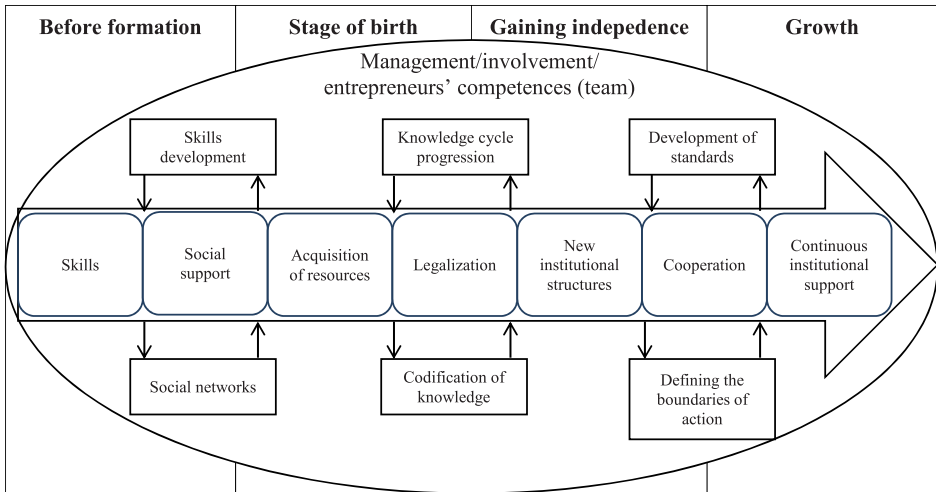 Before formation
Stage of birth
Gaining indepedence
Growth
Management/involvement/
entrepreneurs' competences (team)
Skills
development
Knowledge cycle
progression
Development of
standards
Skills
Social
support
Acquisition
of resources
Legalization
New
institutional
structures
Cooperation
Continuous
institutional
support
Social networks
Codification of
knowledge
Defining the
boundaries of
action